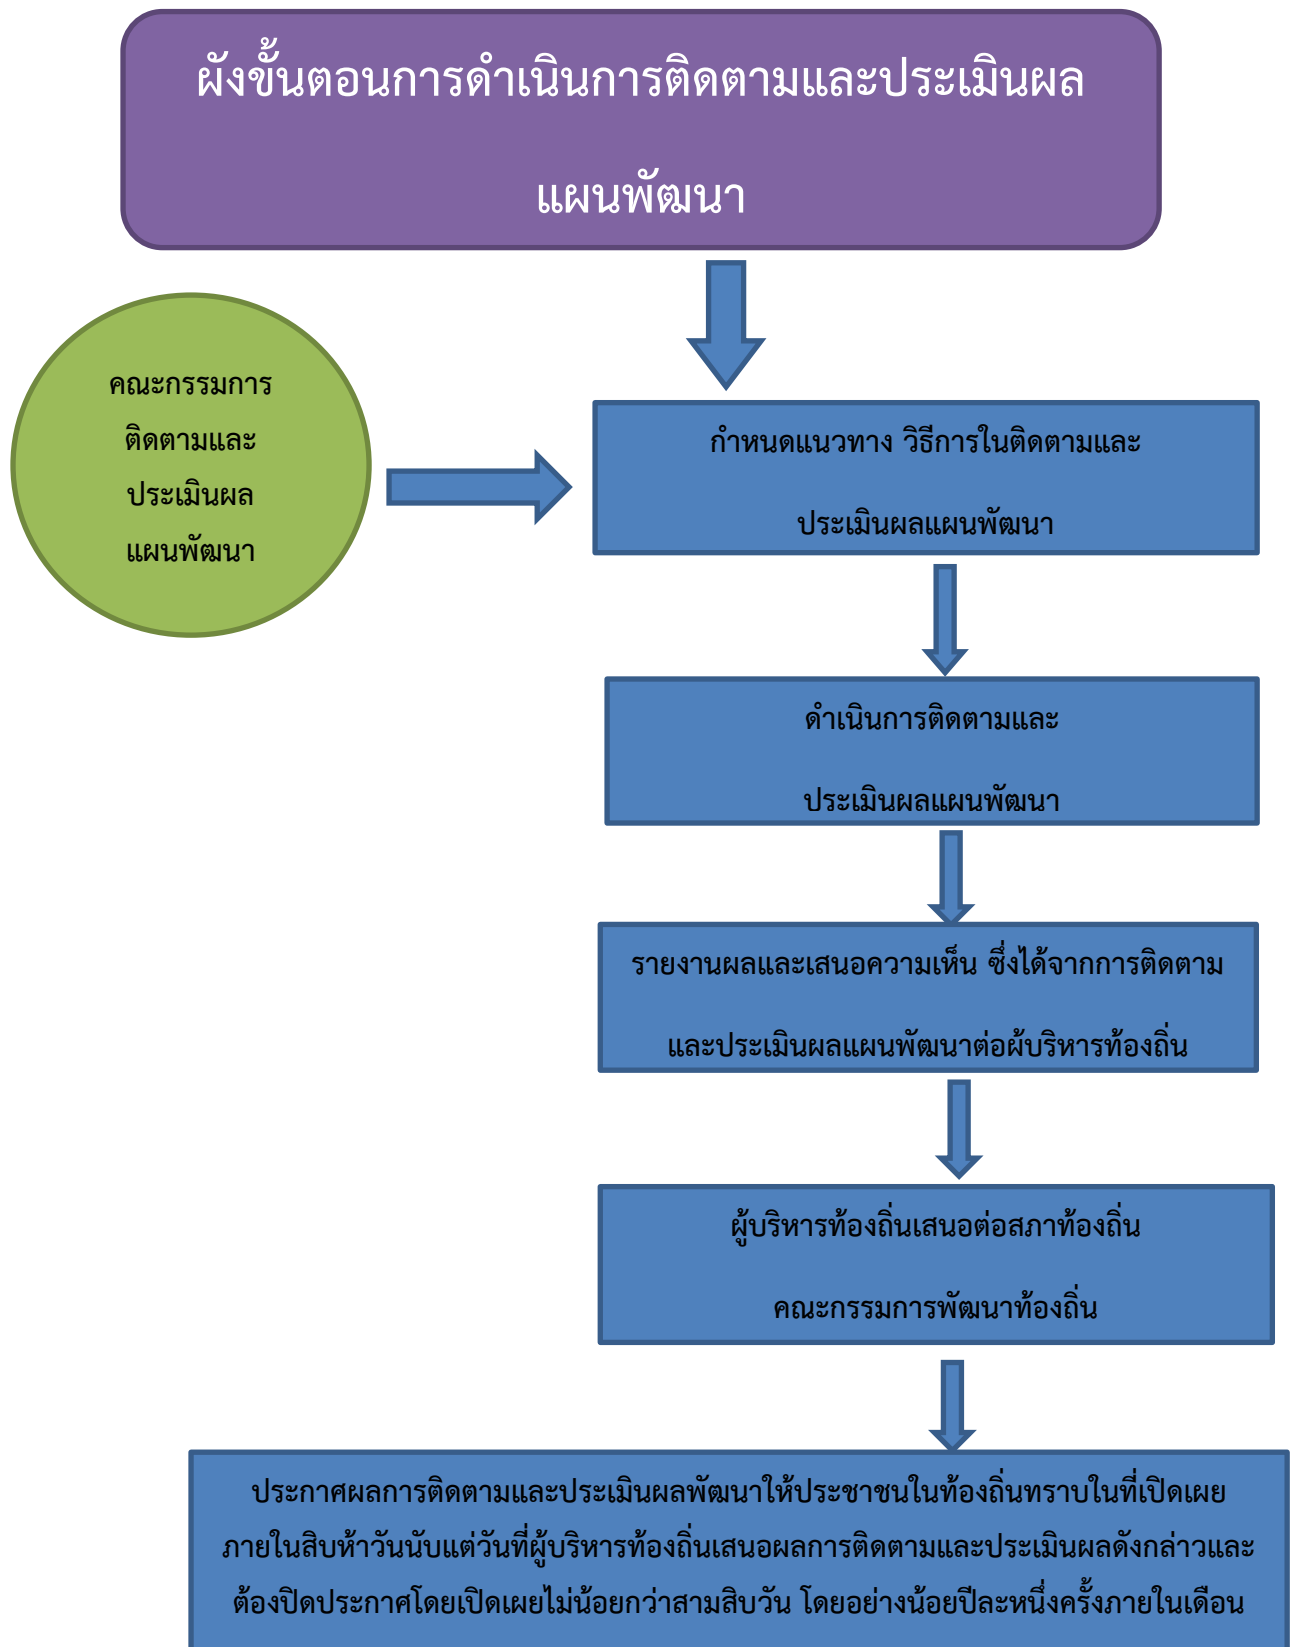 ผังขั้นตอนการดำเนินการติดตามและประเมินผล
แผนพัฒนา
คณะกรรมการ
ติดตามและ
ประเมินผล
แผนพัฒนา
กำหนดแนวทาง วิธีการในติดตามและ
ประเมินผลแผนพัฒนา
ดำเนินการติดตามและ
ประเมินผลแผนพัฒนา
รายงานผลและเสนอความเห็น ซึ่งได้จากการติดตาม
และประเมินผลแผนพัฒนาต่อผู้บริหารท้องถิ่น
ผู้บริหารท้องถิ่นเสนอต่อสภาท้องถิ่น
คณะกรรมการพัฒนาท้องถิ่น
ประกาศผลการติดตามและประเมินผลพัฒนาให้ประชาชนในท้องถิ่นทราบในที่เปิดเผย
ภายในสิบห้าวันนับแต่วันที่ผู้บริหารท้องถิ่นเสนอผลการติดตามและประเมินผลดังกล่าวและ
ต้องปิดประกาศโดยเปิดเผยไม่น้อยกว่าสามสิบวัน โดยอย่างน้อยปีละหนึ่งครั้งภายในเดือน